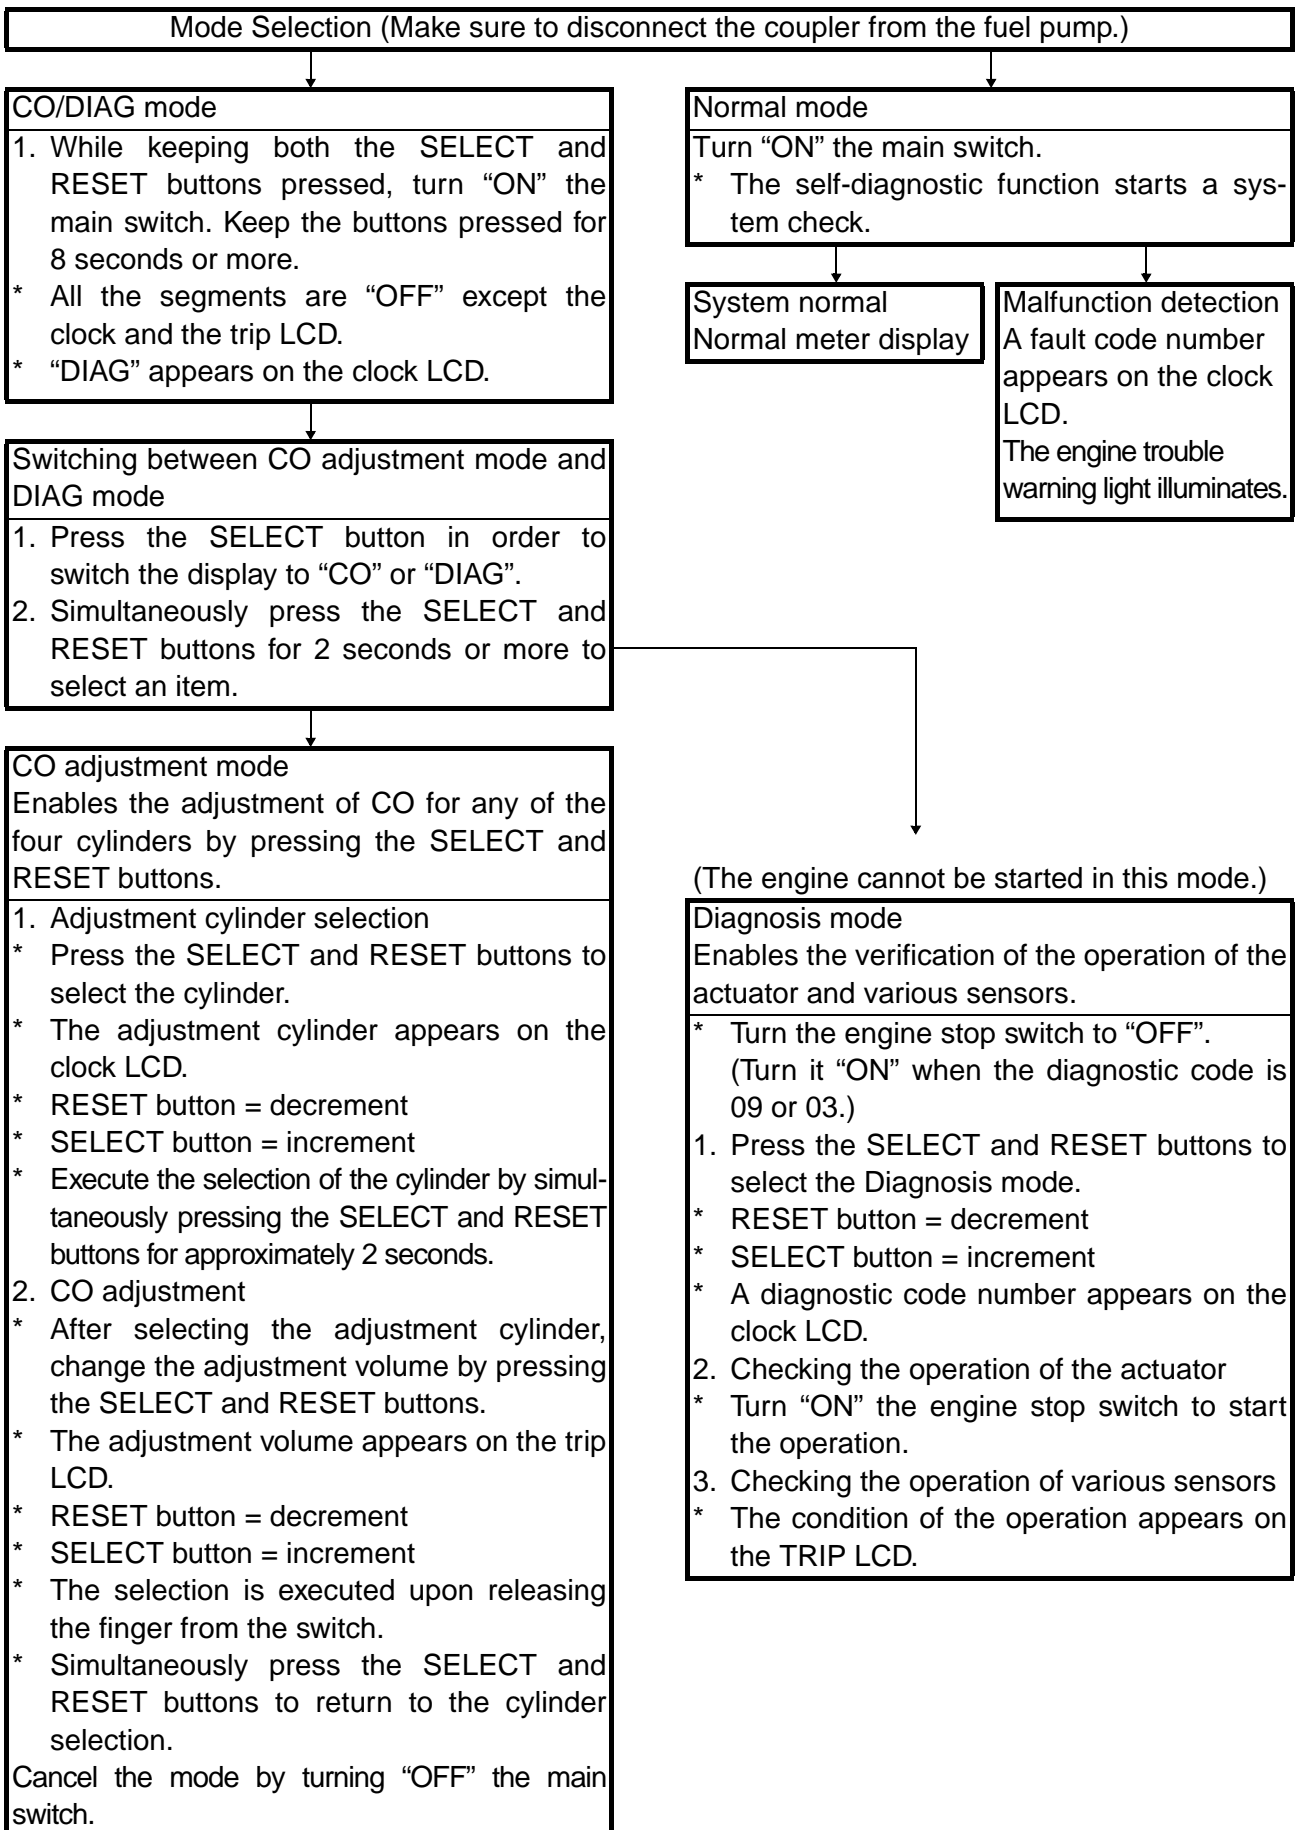 Mode Selection (Make sure to disconnect the coupler from the fuel pump.)
CO/DIAG mode
1. While keeping both the SELECT and
RESET buttons pressed, turn “ON” the
main switch. Keep the buttons pressed for
8 seconds or more.
* All the segments are “OFF” except the
clock and the trip LCD.
* “DIAG” appears on the clock LCD.
Switching between CO adjustment mode and
DIAG mode
1. Press the SELECT button in order to
switch the display to “CO” or “DIAG”.
2. Simultaneously press the SELECT and
RESET buttons for 2 seconds or more to
select an item.
CO adjustment mode
Enables the adjustment of CO for any of the
four cylinders by pressing the SELECT and
RESET buttons.
1. Adjustment cylinder selection
* Press the SELECT and RESET buttons to
select the cylinder.
* The adjustment cylinder appears on the
clock LCD.
* RESET button = decrement
* SELECT button = increment
* Execute the selection of the cylinder by simul-
taneously pressing the SELECT and RESET
buttons for approximately 2 seconds.
2. CO adjustment
* After selecting the adjustment cylinder,
change the adjustment volume by pressing
the SELECT and RESET buttons.
* The adjustment volume appears on the trip
LCD.
* RESET button = decrement
* SELECT button = increment
* The selection is executed upon releasing
the finger from the switch.
* Simultaneously press the SELECT and
RESET buttons to return to the cylinder
selection.
Cancel the mode by turning “OFF” the main
switch.
Normal mode
Turn “ON” the main switch.
* The self-diagnostic function starts a sys-
tem check.
System normal
Normal meter display
Malfunction detection
A fault code number
appears on the clock
LCD.
The engine trouble
warning light illuminates.
(The engine cannot be started in this mode.)
Diagnosis mode
Enables the verification of the operation of the
actuator and various sensors.
* Turn the engine stop switch to “OFF”.
(Turn it “ON” when the diagnostic code is
09 or 03.)
1. Press the SELECT and RESET buttons to
select the Diagnosis mode.
* RESET button = decrement
* SELECT button = increment
* A diagnostic code number appears on the
clock LCD.
2. Checking the operation of the actuator
* Turn “ON” the engine stop switch to start
the operation.
3. Checking the operation of various sensors
* The condition of the operation appears on
the TRIP LCD.